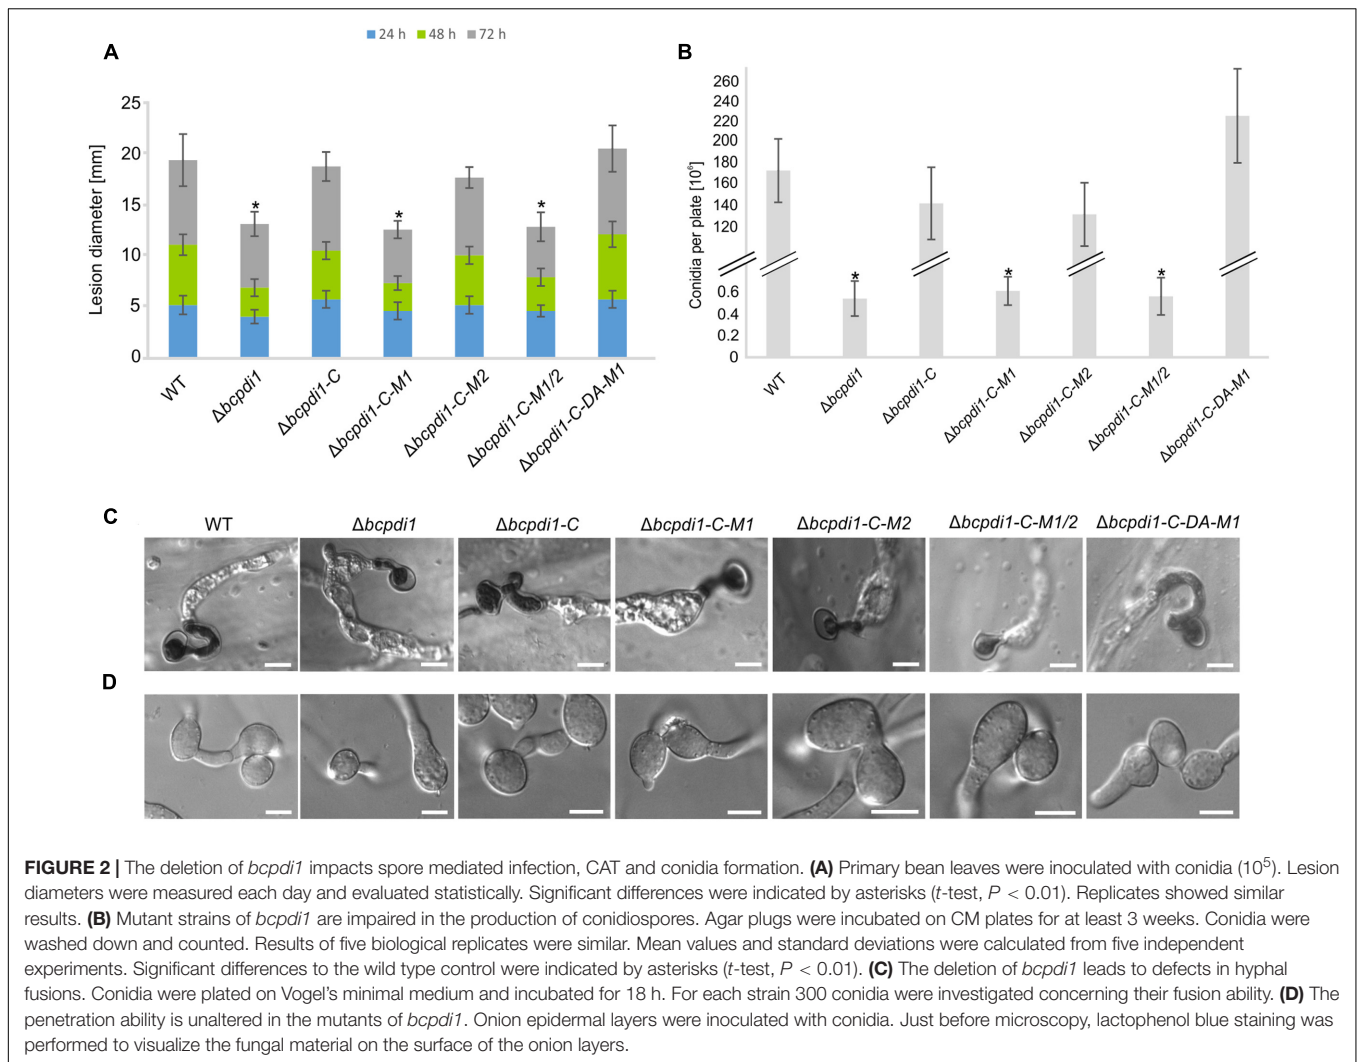 24 h 48 h 72 h
A
B
Lesion diameter [mm]
25
20
15
10
5
0
*
*
*
WT
Δbcpdi1
Δbcpdi1-C
Δbcpdi1-C-M1
Δbcpdi1-C-M2
Δbcpdi1-C-M1/2
Δbcpdi1-C-DA-M1
Conidia per plate [10⁶]
260
240
220
200
180
160
140
120
0.6
0.4
0.2
0
*
*
*
WT
Δbcpdi1
Δbcpdi1-C
Δbcpdi1-C-M1
Δbcpdi1-C-M2
Δbcpdi1-C-M1/2
Δbcpdi1-C-DA-M1
C
WT Δbcpdi1 Δbcpdi1-C Δbcpdi1-C-M1 Δbcpdi1-C-M2 Δbcpdi1-C-M1/2 Δbcpdi1-C-DA-M1
D
FIGURE 2 | The deletion of bcpdi1 impacts spore mediated infection, CAT and conidia formation. (A) Primary bean leaves were inoculated with conidia (10⁵). Lesion
diameters were measured each day and evaluated statistically. Significant differences were indicated by asterisks (t-test, P < 0.01). Replicates showed similar
results. (B) Mutant strains of bcpdi1 are impaired in the production of conidiospores. Agar plugs were incubated on CM plates for at least 3 weeks. Conidia were
washed down and counted. Results of five biological replicates were similar. Mean values and standard deviations were calculated from five independent
experiments. Significant differences to the wild type control were indicated by asterisks (t-test, P < 0.01). (C) The deletion of bcpdi1 leads to defects in hyphal
fusions. Conidia were plated on Vogel's minimal medium and incubated for 18 h. For each strain 300 conidia were investigated concerning their fusion ability. (D) The
penetration ability is unaltered in the mutants of bcpdi1. Onion epidermal layers were inoculated with conidia. Just before microscopy, lactophenol blue staining was
performed to visualize the fungal material on the surface of the onion layers.